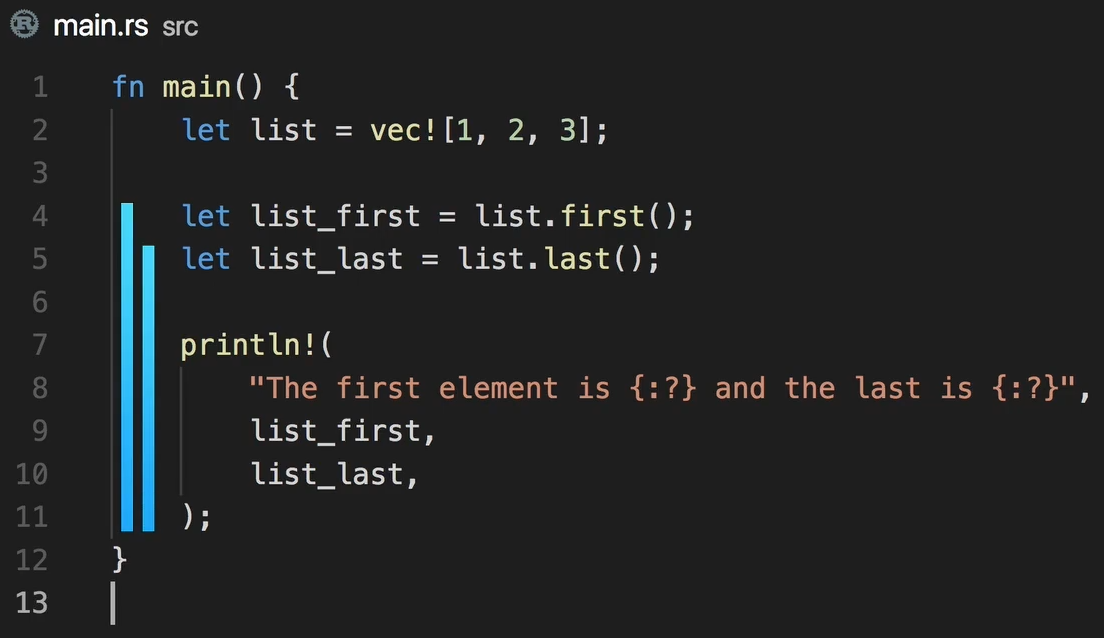 main.rs src
1 fn main() {
2     let list = vec![1, 2, 3];
3
4     let list_first = list.first();
5     let list_last = list.last();
6
7     println!(
8         "The first element is {:?} and the last is {:?}",
9         list_first,
10         list_last,
11     );
12 }
13